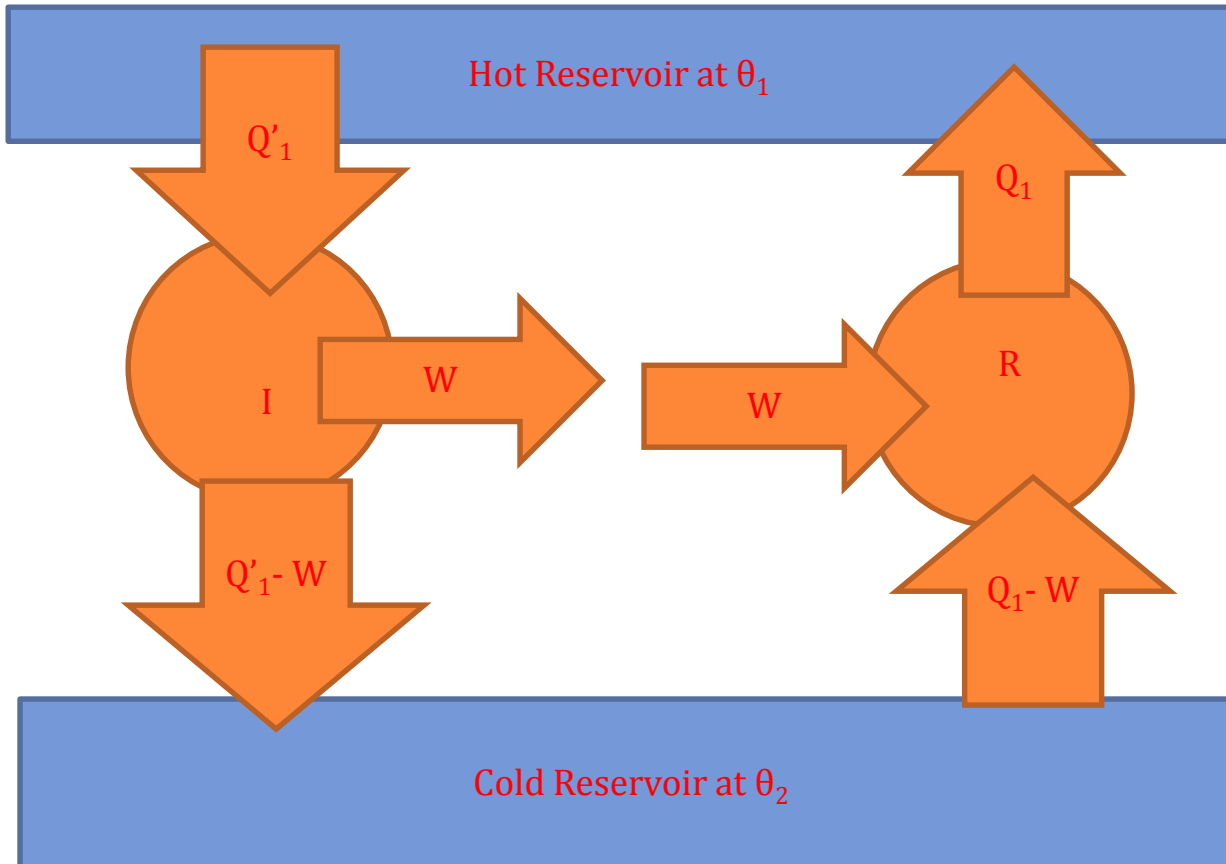 Hot Reservoir at θ₁
Q’₁
Q₁
I
W
W
R
Q’₁- W
Q₁- W
Cold Reservoir at θ₂